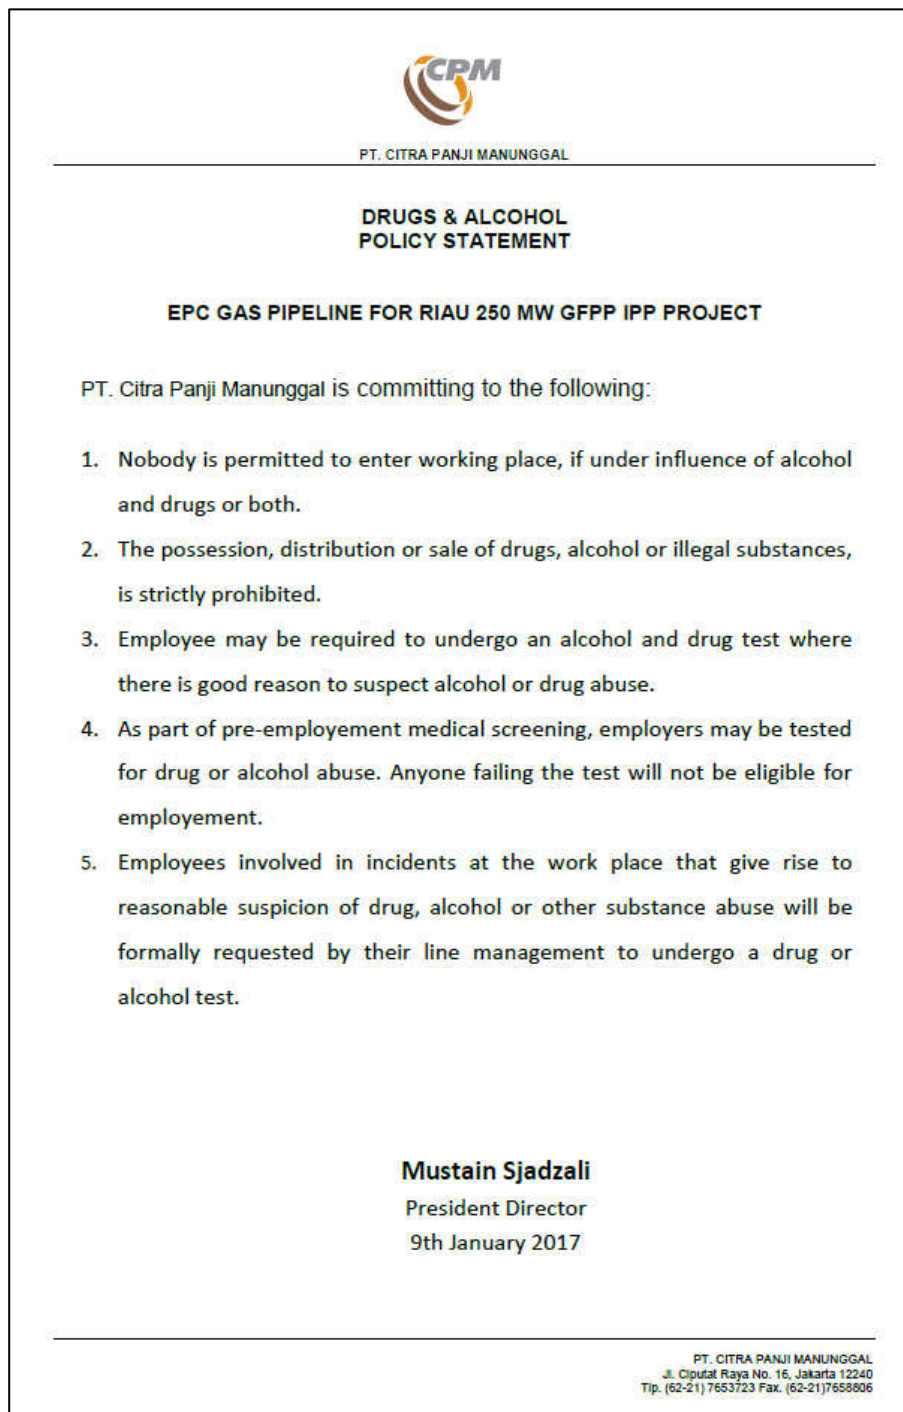 CPM
PT. CITRA PANJI MANUNGGAL
DRUGS & ALCOHOL
POLICY STATEMENT
EPC GAS PIPELINE FOR RIAU 250 MW GFPP IPP PROJECT
PT. Citra Panji Manunggal is committing to the following:
1. Nobody is permitted to enter working place, if under influence of alcohol
and drugs or both.
2. The possession, distribution or sale of drugs, alcohol or illegal substances,
is strictly prohibited.
3. Employee may be required to undergo an alcohol and drug test where
there is good reason to suspect alcohol or drug abuse.
4. As part of pre-employement medical screening, employers may be tested
for drug or alcohol abuse. Anyone failing the test will not be eligible for
employement.
5. Employees involved in incidents at the work place that give rise to
reasonable suspicion of drug, alcohol or other substance abuse will be
formally requested by their line management to undergo a drug or
alcohol test.
Mustain Sjadzali
President Director
9th January 2017
PT. CITRA PANJI MANUNGGAL
Jl. Ciputat Raya No. 16, Jakarta 12240
Tlp. (62-21) 7653723 Fax. (62-21)7658806